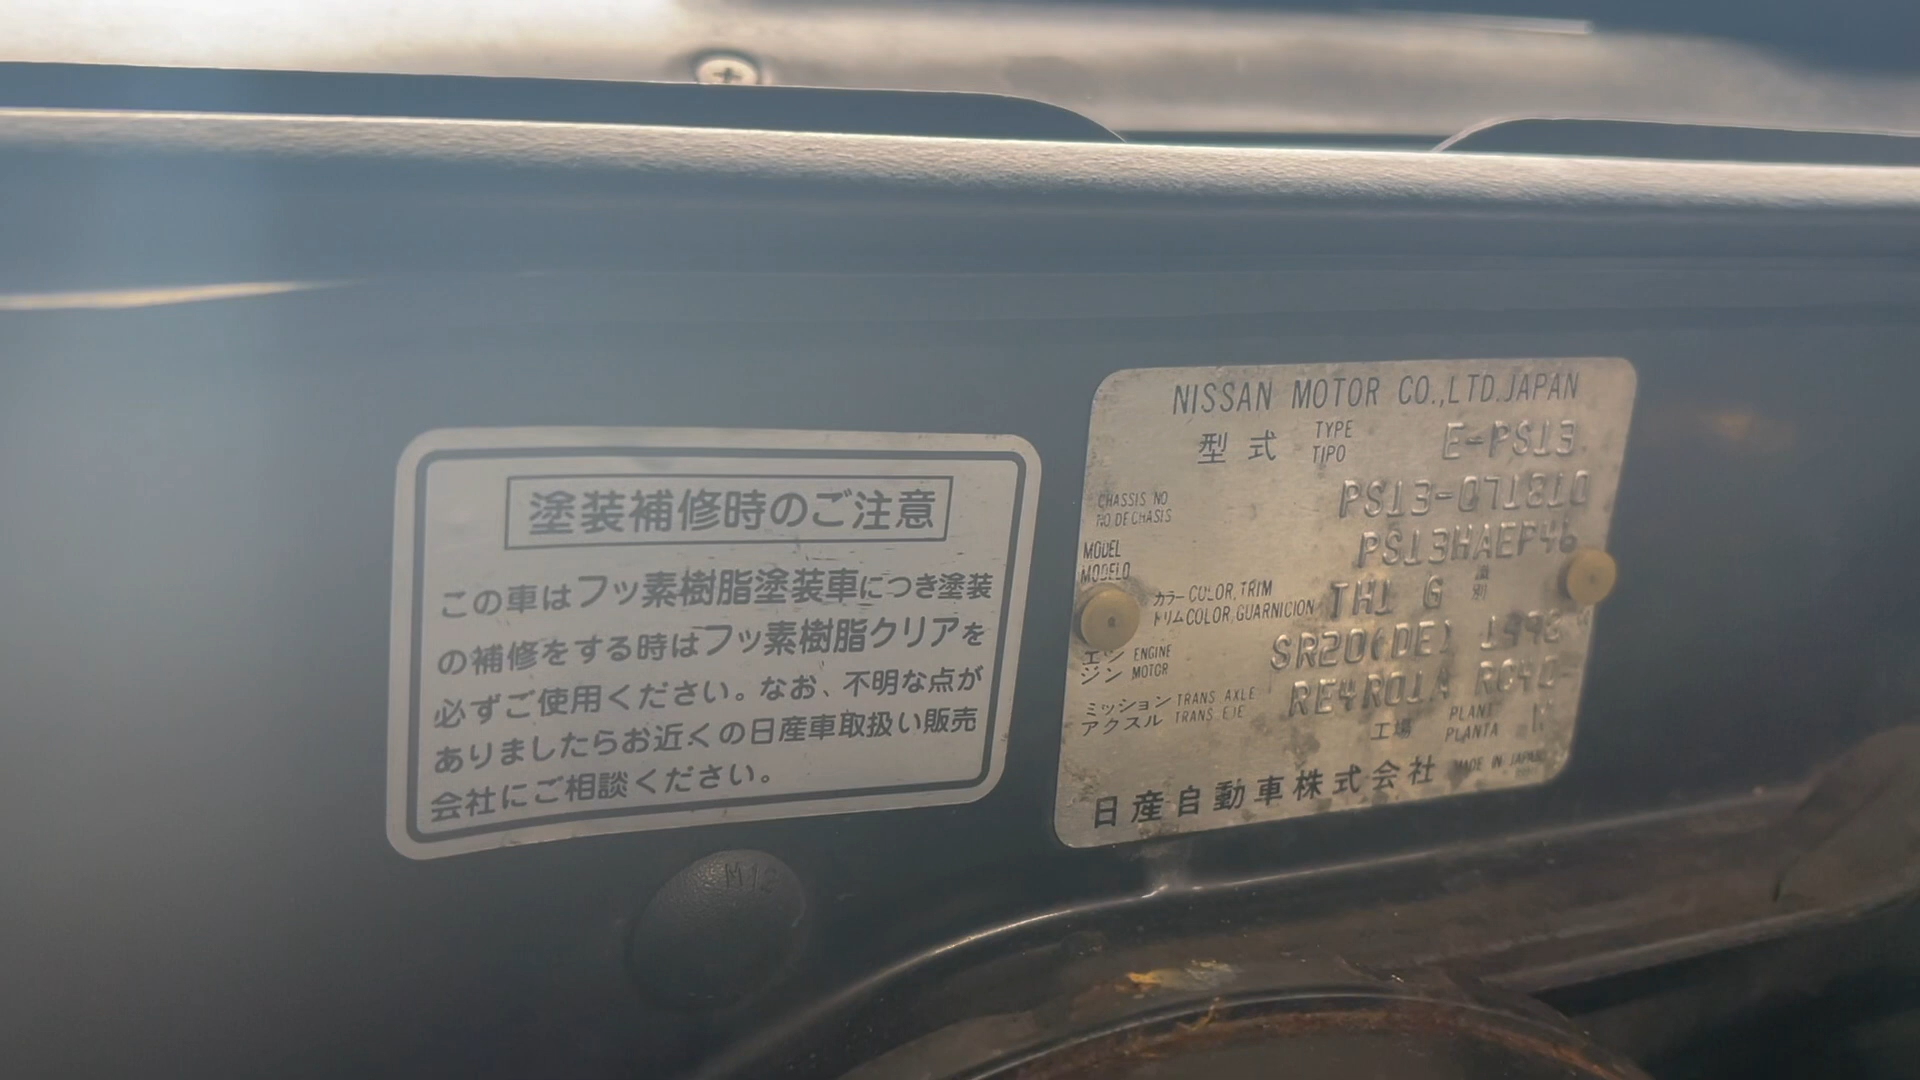 塗装補修時のご注意
この車はフッ素樹脂塗装車につき塗装
の補修をする時はフッ素樹脂クリアを
必ずご使用ください。なお、不明な点が
ありましたらお近くの日産車取扱い販売
会社にご相談ください。
NISSAN MOTOR CO.,LTD.JAPAN
型式 TYPE TIPO E-PS13
CHASSIS NO
NO DE CHASIS
PS13-071810
MODEL
MODELO
PS13HAEP46
カラー COLOR, TRIM
トリム COLOR, GUARNICION
TH1 G
識別
エンジン ENGINE MOTOR SR20(DE) 1998
ミッション TRANS AXLE
アクスル TRANS EJE
RE4R01A
工場 PLANT PLANTA
日産自動車株式会社 MADE IN JAPAN